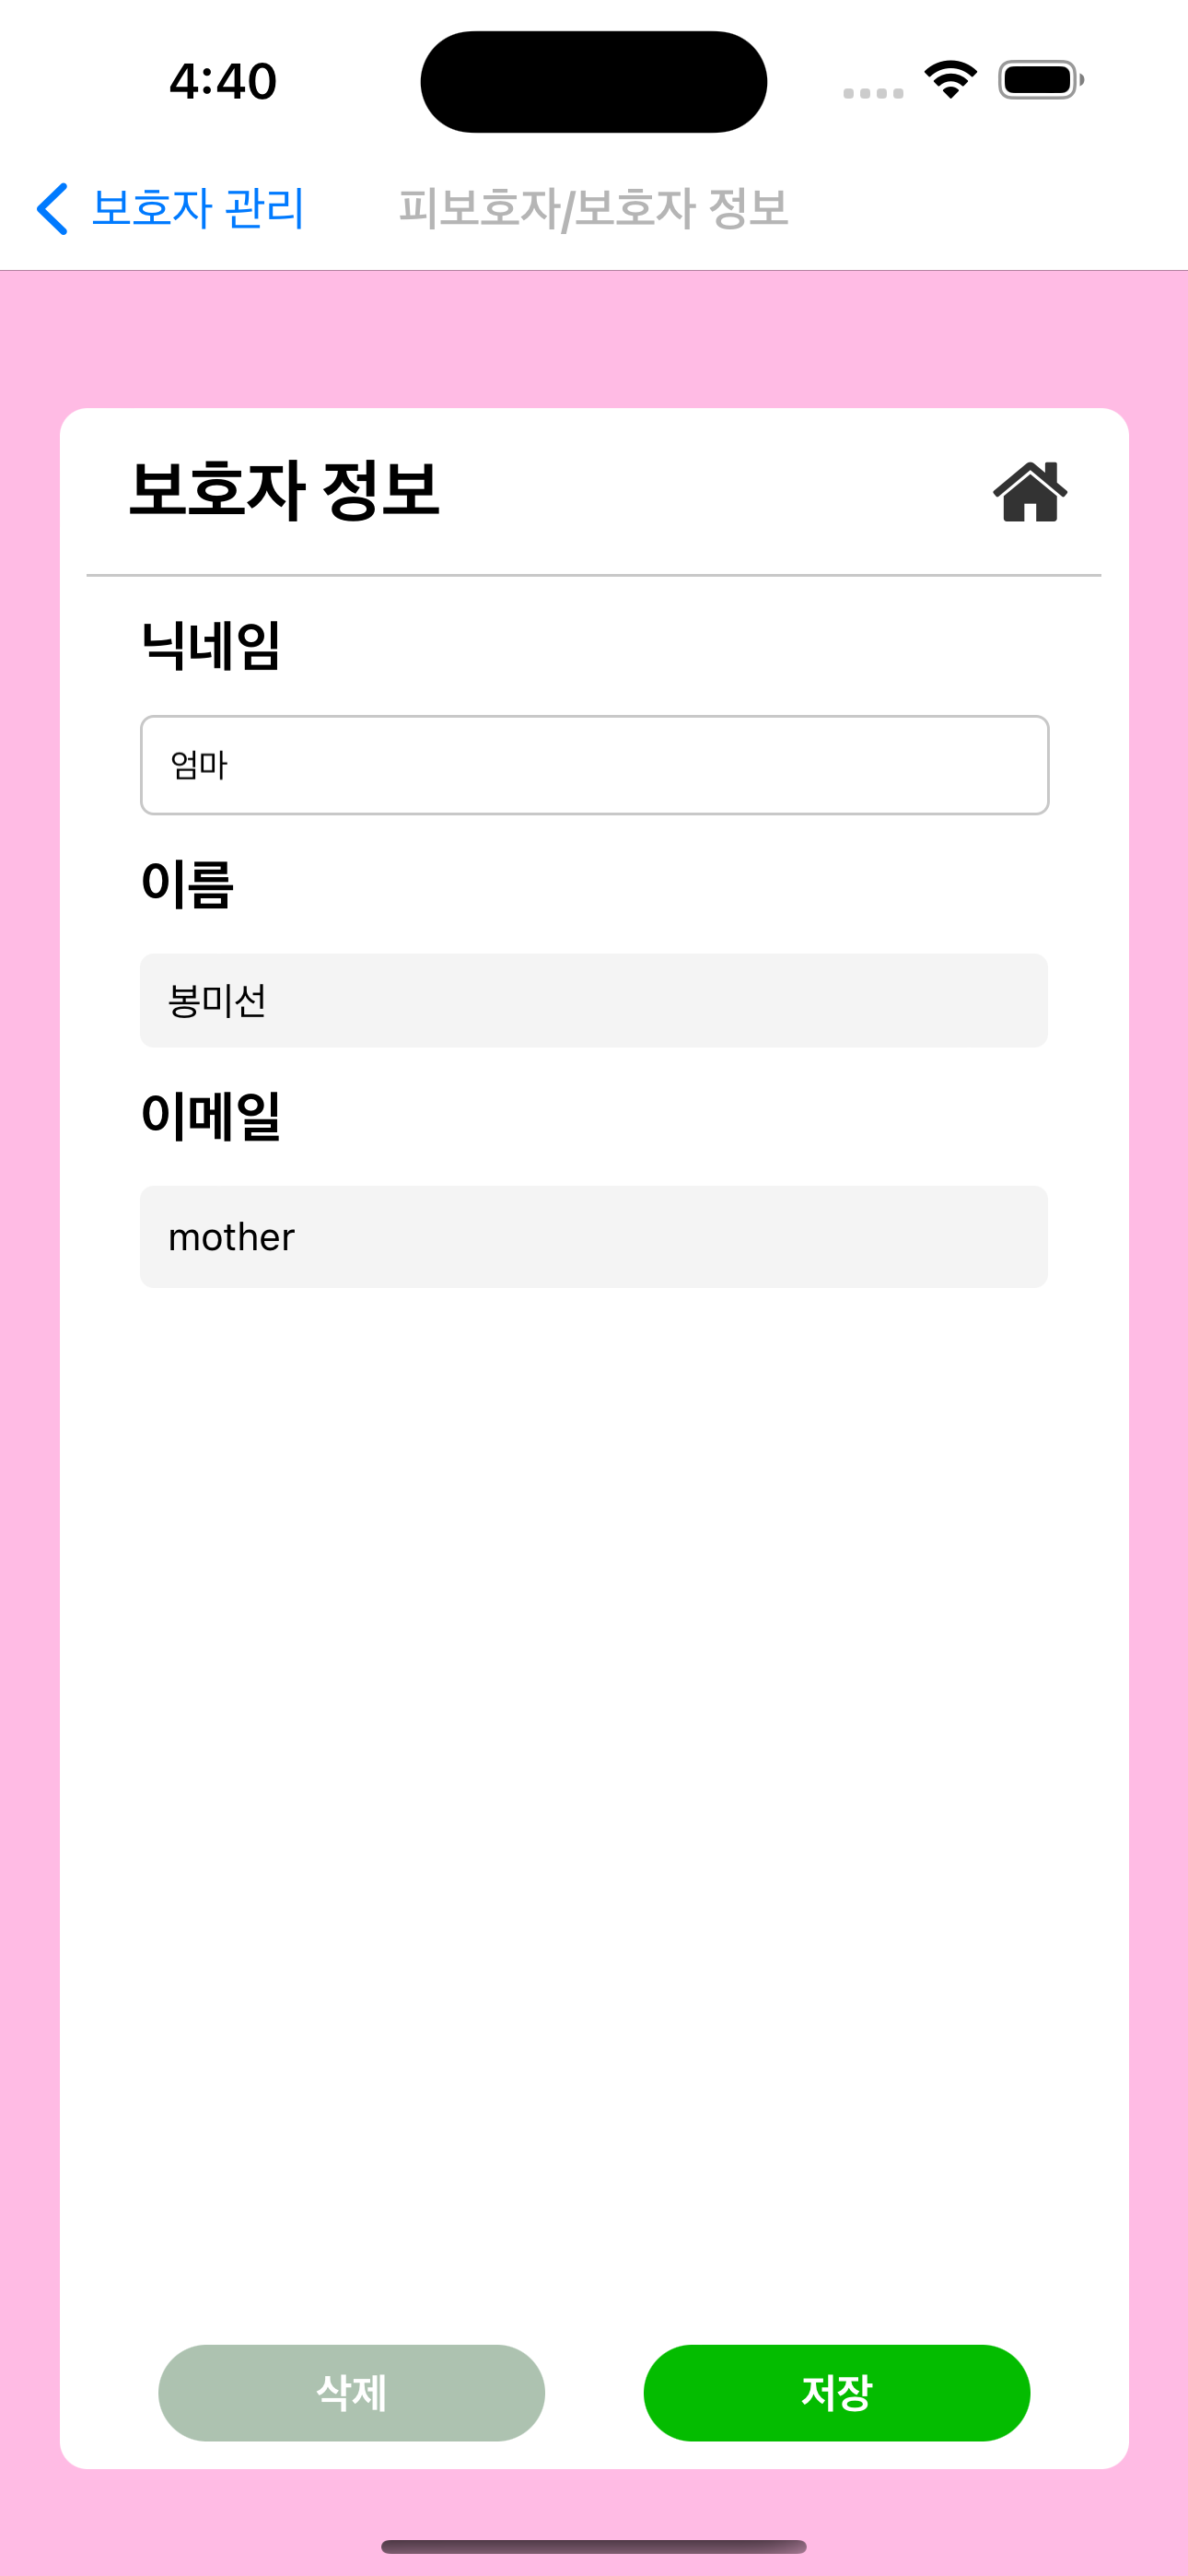 4:40
보호자 관리
피보호자/보호자 정보
보호자 정보
닉네임
엄마
이름
봉미선
이메일
mother
삭제
저장